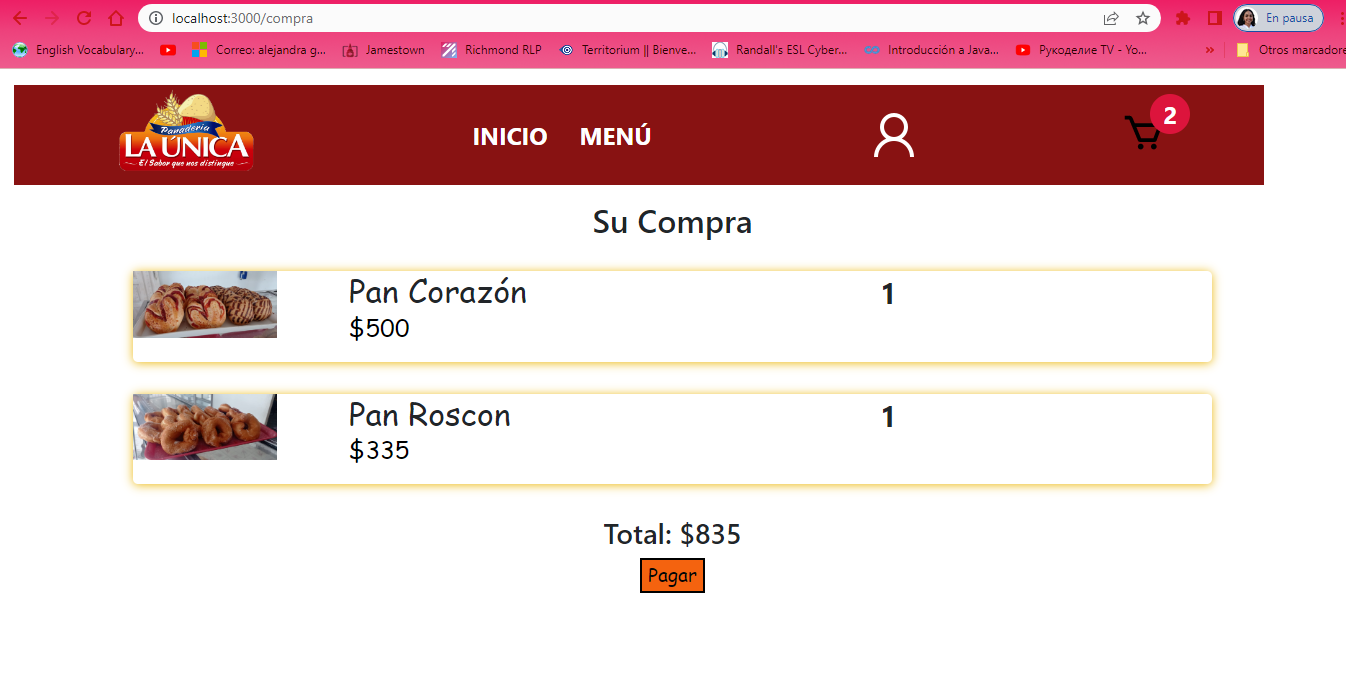 localhost:3000/compra
En pausa
English Vocabulary...
Correo: alejandra g...
Jamestown
Richmond RLP
Territorium || Bienve...
Randall's ESL Cyber...
Introducción a Java...
Рукоделие TV - Yo...
»
Otros marcadore
Panadería
LA ÚNICA
El Sabor que nos distingue
INICIO
MENÚ
2
Su Compra
Pan Corazón
1
$500
Pan Roscon
1
$335
Total: $835
Pagar